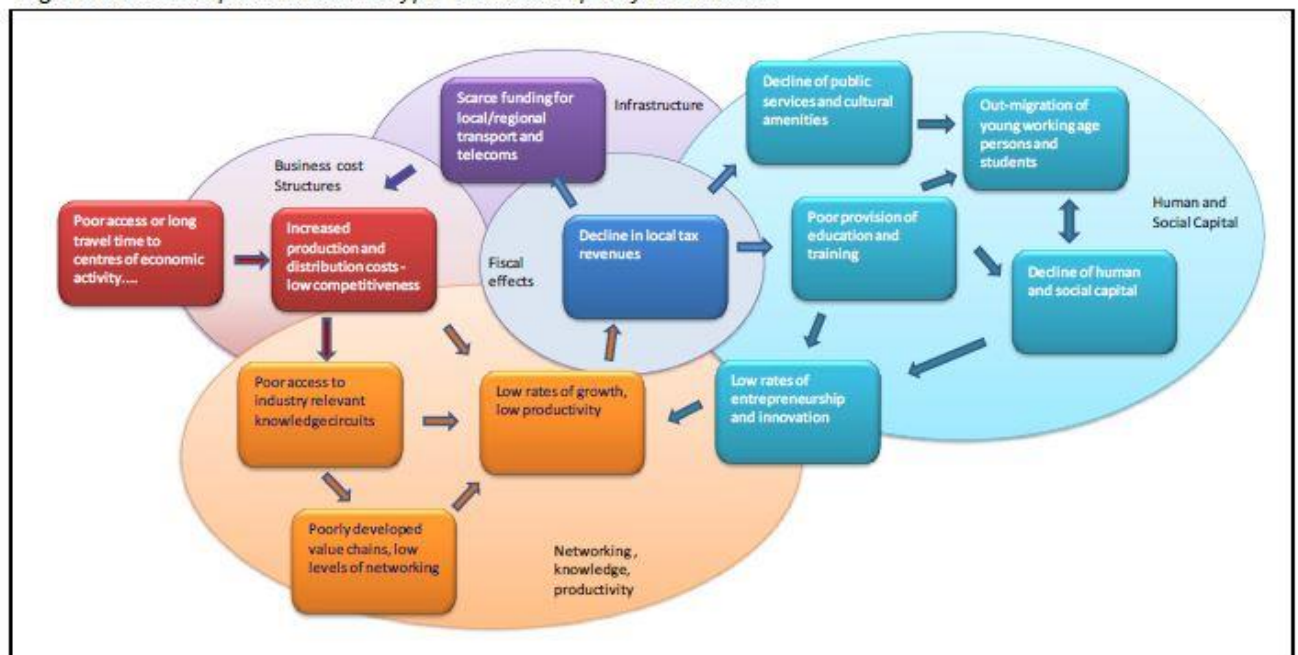 Scarce funding for
local/regional
transport and
telecoms
Infrastructure
Decline of public
services and cultural
amenities
Out-migration of
young working age
persons and
students
Business cost
Structures
Poor access or long
travel time to
centres of economic
activity....
Increased
production and
distribution costs -
low competitiveness
Fiscal
effects
Decline in local tax
revenues
Poor provision of
education and
training
Human and
Social Capital
Decline of human
and social capital
Poor access to
industry relevant
knowledge circuits
Low rates of growth,
low productivity
Low rates of
entrepreneurship
and innovation
Poorly developed
value chains, low
levels of networking
Networking ,
knowledge,
productivity